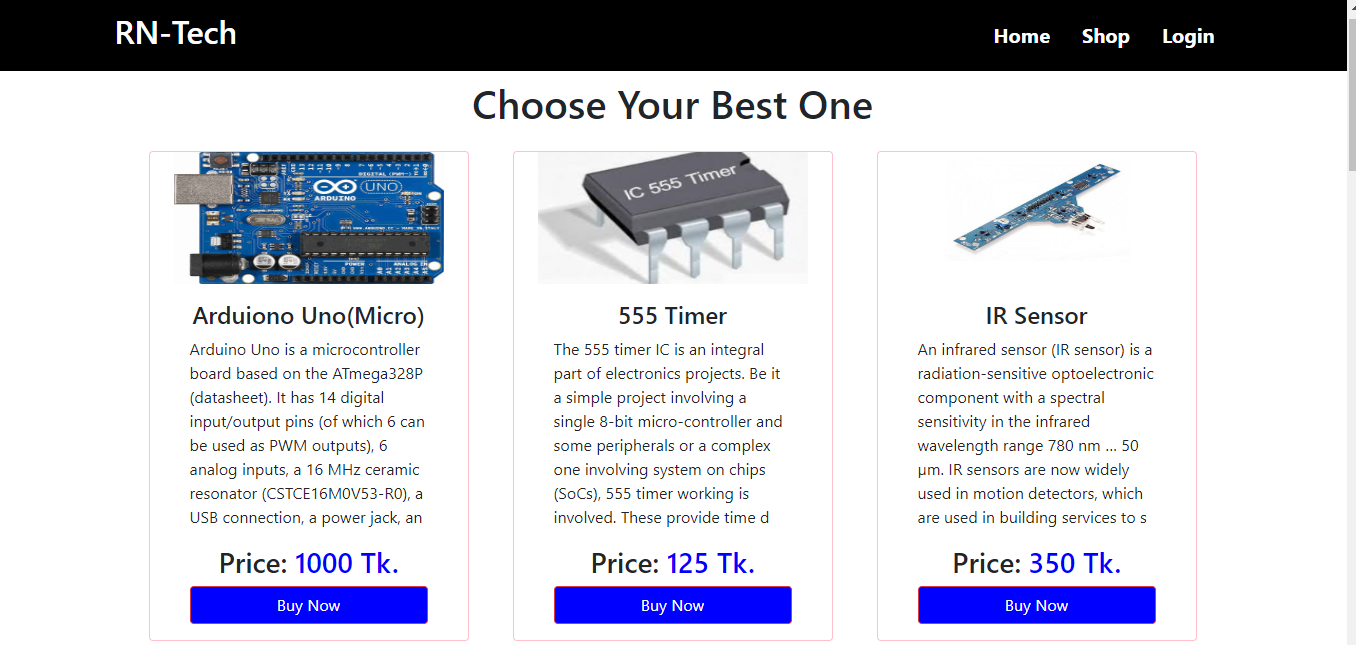 RN-Tech
Home Shop Login
Choose Your Best One
ARDUINO
UNO
IC 555 Timer
Arduiono Uno(Micro)
Arduino Uno is a microcontroller
board based on the ATmega328P
(datasheet). It has 14 digital
input/output pins (of which 6 can
be used as PWM outputs), 6
analog inputs, a 16 MHz ceramic
resonator (CSTCE16M0V53-R0), a
USB connection, a power jack, an
Price: 1000 Tk.
Buy Now
555 Timer
The 555 timer IC is an integral
part of electronics projects. Be it
a simple project involving a
single 8-bit micro-controller and
some peripherals or a complex
one involving system on chips
(SoCs), 555 timer working is
involved. These provide time d
Price: 125 Tk.
Buy Now
IR Sensor
An infrared sensor (IR sensor) is a
radiation-sensitive optoelectronic
component with a spectral
sensitivity in the infrared
wavelength range 780 nm … 50
µm. IR sensors are now widely
used in motion detectors, which
are used in building services to s
Price: 350 Tk.
Buy Now